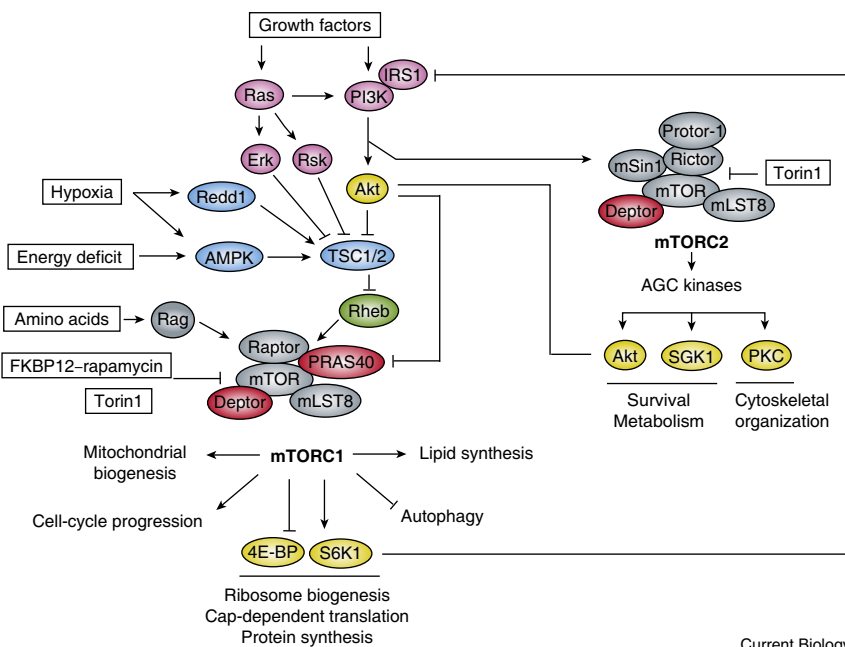 Growth factors
IRS1
Ras
PI3K
Protor-1
Erk
Rsk
mSin1
Rictor
Torin1
Hypoxia
Redd1
Akt
mTOR
mLST8
Deptor
mTORC2
Energy deficit
AMPK
TSC1/2
AGC kinases
Amino acids
Rag
Rheb
Raptor
PRAS40
Akt
SGK1
PKC
FKBP12–rapamycin
mTOR
Torin1
Deptor
mLST8
Survival
Metabolism
Cytoskeletal
organization
Mitochondrial
biogenesis
mTORC1
Lipid synthesis
Cell-cycle progression
Autophagy
4E-BP
S6K1
Ribosome biogenesis
Cap-dependent translation
Protein synthesis
Current Biology